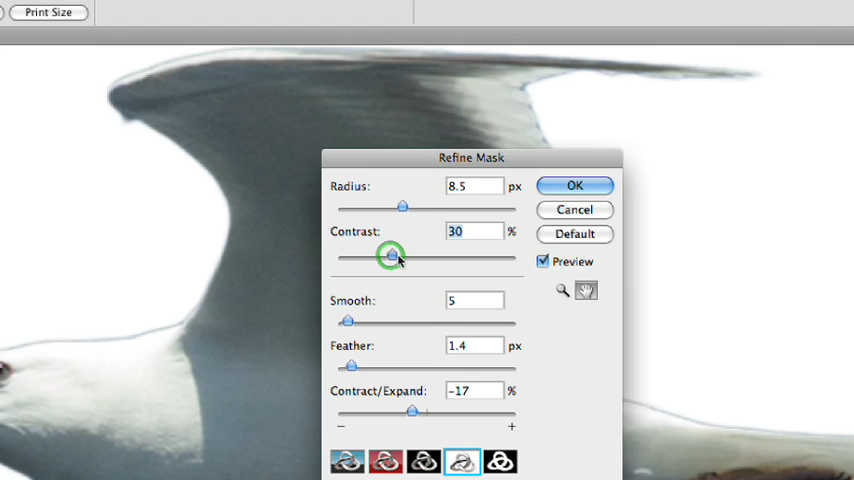 Print Size
Refine Mask
Radius: 8.5 px
OK
Cancel
Contrast: 30 %
Default
Preview
Smooth: 5
Feather: 1.4 px
Contract/Expand: -17 %
− +